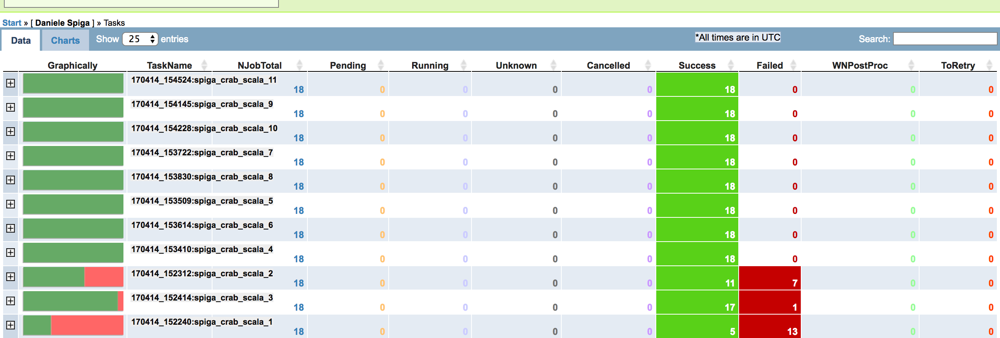 Start » [ Daniele Spiga ] » Tasks
Data Charts Show 25 entries *All times are in UTC Search:
Graphically TaskName NJobTotal Pending Running Unknown Cancelled Success Failed WNPostProc ToRetry
170414_154524:spiga_crab_scala_11
18 0 0 0 0 18 0 0 0
170414_154145:spiga_crab_scala_9
18 0 0 0 0 18 0 0 0
170414_154228:spiga_crab_scala_10
18 0 0 0 0 18 0 0 0
170414_153722:spiga_crab_scala_7
18 0 0 0 0 18 0 0 0
170414_153830:spiga_crab_scala_8
18 0 0 0 0 18 0 0 0
170414_153509:spiga_crab_scala_5
18 0 0 0 0 18 0 0 0
170414_153614:spiga_crab_scala_6
18 0 0 0 0 18 0 0 0
170414_153410:spiga_crab_scala_4
18 0 0 0 0 18 0 0 0
170414_152312:spiga_crab_scala_2
18 0 0 0 0 11 7 0 0
170414_152414:spiga_crab_scala_3
18 0 0 0 0 17 1 0 0
170414_152240:spiga_crab_scala_1
18 0 0 0 0 5 13 0 0